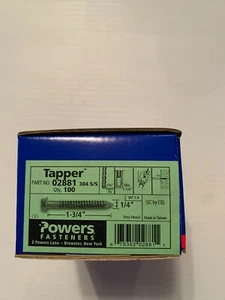 Tapper
PART NO. 02881 304 S/S
Qty. 100
1/4"
1-3/4"
QC by CEL
Powers
FASTENERS
Hex Head
Made in Taiwan
2 Powers Lane - Brewster, New York